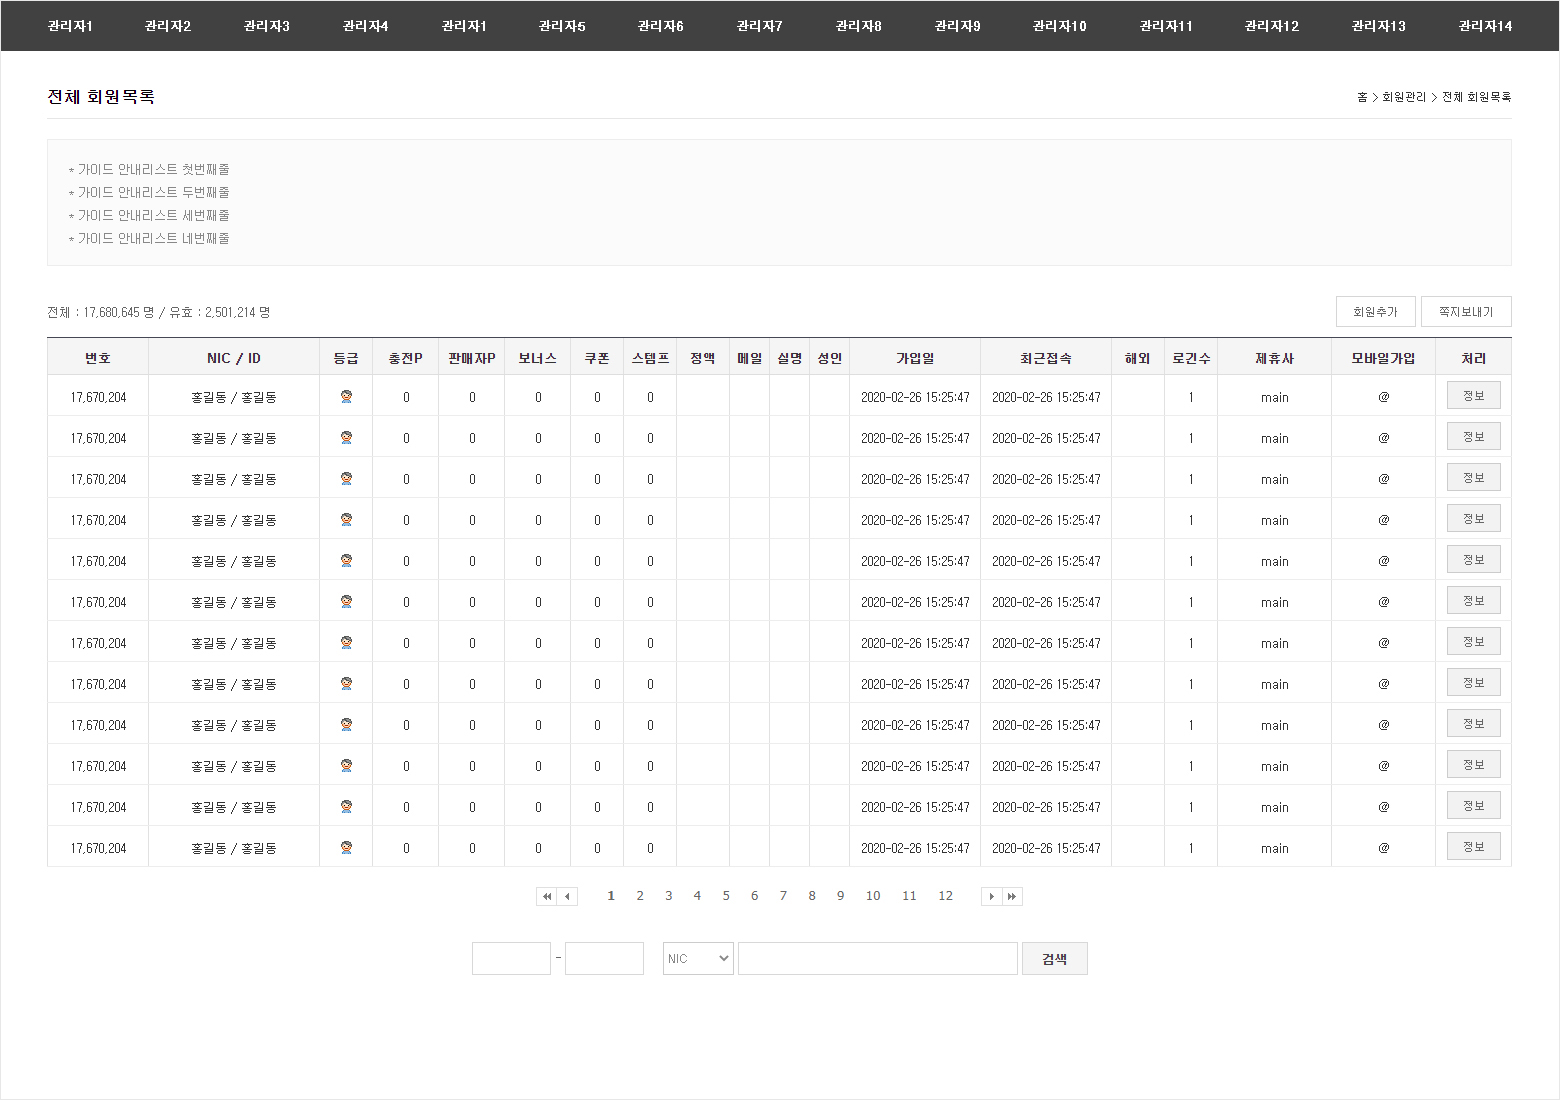 관리자1 관리자2 관리자3 관리자4 관리자1 관리자5 관리자6 관리자7 관리자8 관리자9 관리자10 관리자11 관리자12 관리자13 관리자14
전체 회원목록
홈 > 회원관리 > 전체 회원목록
* 가이드 안내리스트 첫번째줄
* 가이드 안내리스트 두번째줄
* 가이드 안내리스트 세번째줄
* 가이드 안내리스트 네번째줄
전체 : 17,680,645 명 / 유효 : 2,501,214 명
회원추가 쪽지보내기
번호 NIC / ID 등급 충전P 판매자P 보너스 쿠폰 스템프 정액 메일 실명 성인 가입일 최근접속 해외 로긴수 제휴사 모바일가입 처리
17,670,204 홍길동 / 홍길동 0 0 0 0 0 2020-02-26 15:25:47 2020-02-26 15:25:47 1 main @ 정보
17,670,204 홍길동 / 홍길동 0 0 0 0 0 2020-02-26 15:25:47 2020-02-26 15:25:47 1 main @ 정보
17,670,204 홍길동 / 홍길동 0 0 0 0 0 2020-02-26 15:25:47 2020-02-26 15:25:47 1 main @ 정보
17,670,204 홍길동 / 홍길동 0 0 0 0 0 2020-02-26 15:25:47 2020-02-26 15:25:47 1 main @ 정보
17,670,204 홍길동 / 홍길동 0 0 0 0 0 2020-02-26 15:25:47 2020-02-26 15:25:47 1 main @ 정보
17,670,204 홍길동 / 홍길동 0 0 0 0 0 2020-02-26 15:25:47 2020-02-26 15:25:47 1 main @ 정보
17,670,204 홍길동 / 홍길동 0 0 0 0 0 2020-02-26 15:25:47 2020-02-26 15:25:47 1 main @ 정보
17,670,204 홍길동 / 홍길동 0 0 0 0 0 2020-02-26 15:25:47 2020-02-26 15:25:47 1 main @ 정보
17,670,204 홍길동 / 홍길동 0 0 0 0 0 2020-02-26 15:25:47 2020-02-26 15:25:47 1 main @ 정보
17,670,204 홍길동 / 홍길동 0 0 0 0 0 2020-02-26 15:25:47 2020-02-26 15:25:47 1 main @ 정보
17,670,204 홍길동 / 홍길동 0 0 0 0 0 2020-02-26 15:25:47 2020-02-26 15:25:47 1 main @ 정보
17,670,204 홍길동 / 홍길동 0 0 0 0 0 2020-02-26 15:25:47 2020-02-26 15:25:47 1 main @ 정보
1 2 3 4 5 6 7 8 9 10 11 12
- NIC 검색